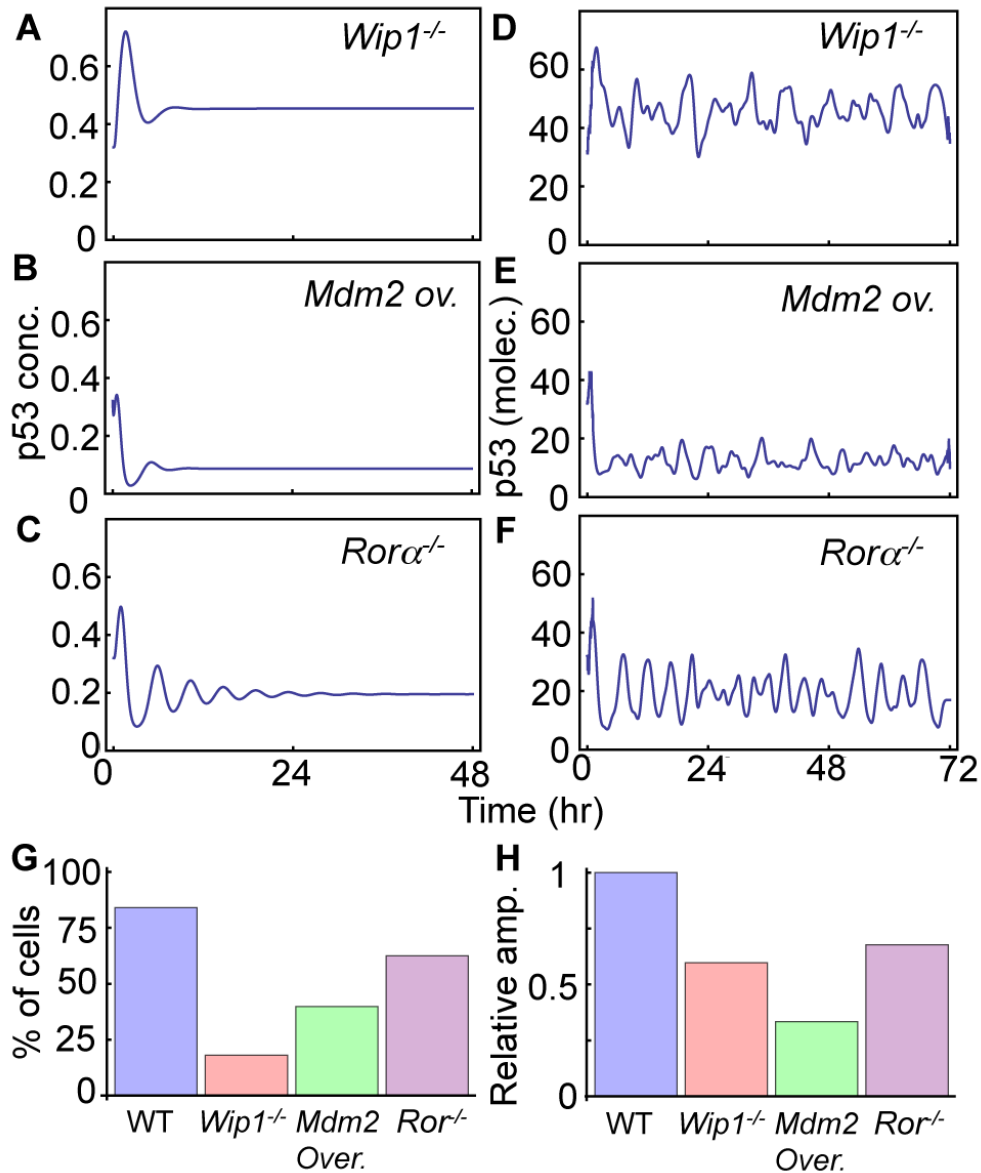 A
Wip1-/-
0.6
0.4
0.2
0
D
Wip1-/-
60
40
20
0
B
Mdm2 ov.
0.6
0.4
0.2
0
p53 conc.
E
Mdm2 ov.
60
40
20
0
p53 (molec.)
C
Rorα-/-
0.6
0.4
0.2
0
0 24 48
F
Rorα-/-
60
40
20
0
0 24 48 72
Time (hr)
G
% of cells
100
75
50
25
0
WT Wip1-/- Mdm2 Ror-/-
Over.
H
Relative amp.
1
0.5
0
WT Wip1-/- Mdm2 Ror-/-
Over.